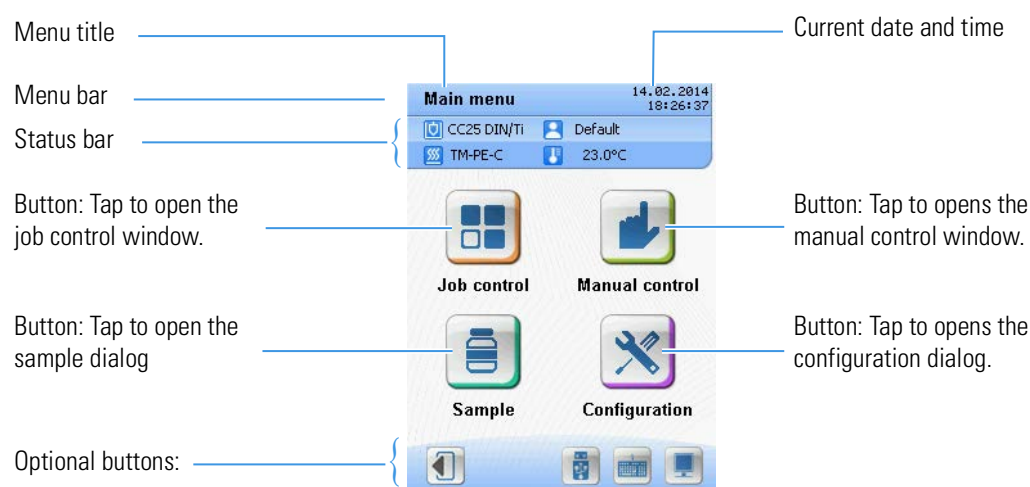 Menu title
Current date and time
Menu bar
Main menu
14.02.2014
18:26:37
Status bar
CC25 DIN/Ti
Default
TM-PE-C
23.0°C
Button: Tap to open the
job control window.
Button: Tap to opens the
manual control window.
Job control
Manual control
Button: Tap to open the
sample dialog
Button: Tap to opens the
configuration dialog.
Sample
Configuration
Optional buttons: